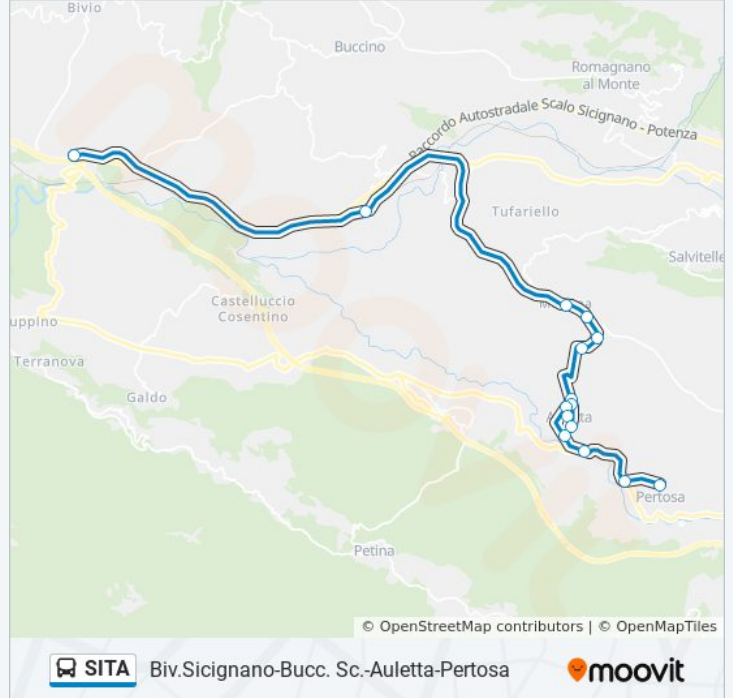 Bivio
Buccino
Romagnano
al Monte
Raccordo Autostradale Scalo Sicignano - Potenza
Tufariello
Salvitelle
Castelluccio
Cosentino
uppino
Terranova
Galdo
Pertosa
Petina
© OpenStreetMap contributors | © OpenMapTiles
SITA
Biv.Sicignano-Bucc. Sc.-Auletta-Pertosa
moovit